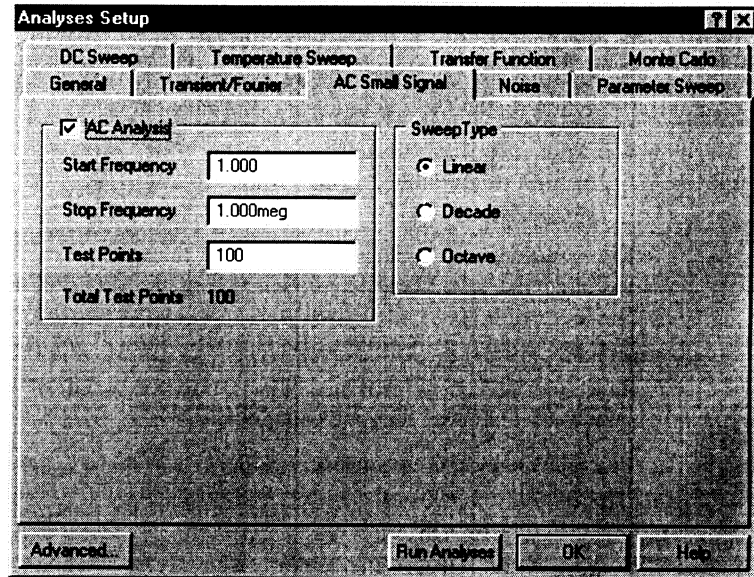 Analyses Setup
DC Sweep Temperature Sweep Transfer Function Monte Carlo
General Transient/Fourier AC Small Signal Noise Parameter Sweep
AC Analysis
Start Frequency 1.000
Stop Frequency 1.000meg
Test Points 100
Total Test Points 100
SweepType
Linear
Decade
Octave
Advanced... Run Analyses OK Help